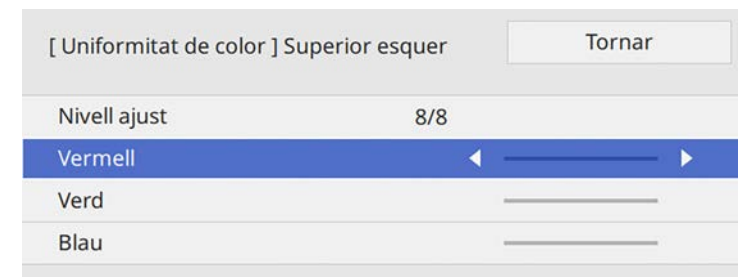 [ Uniformitat de color ] Superior esquer
Tornar
Nivell ajust 8/8
Vermell
Verd
Blau